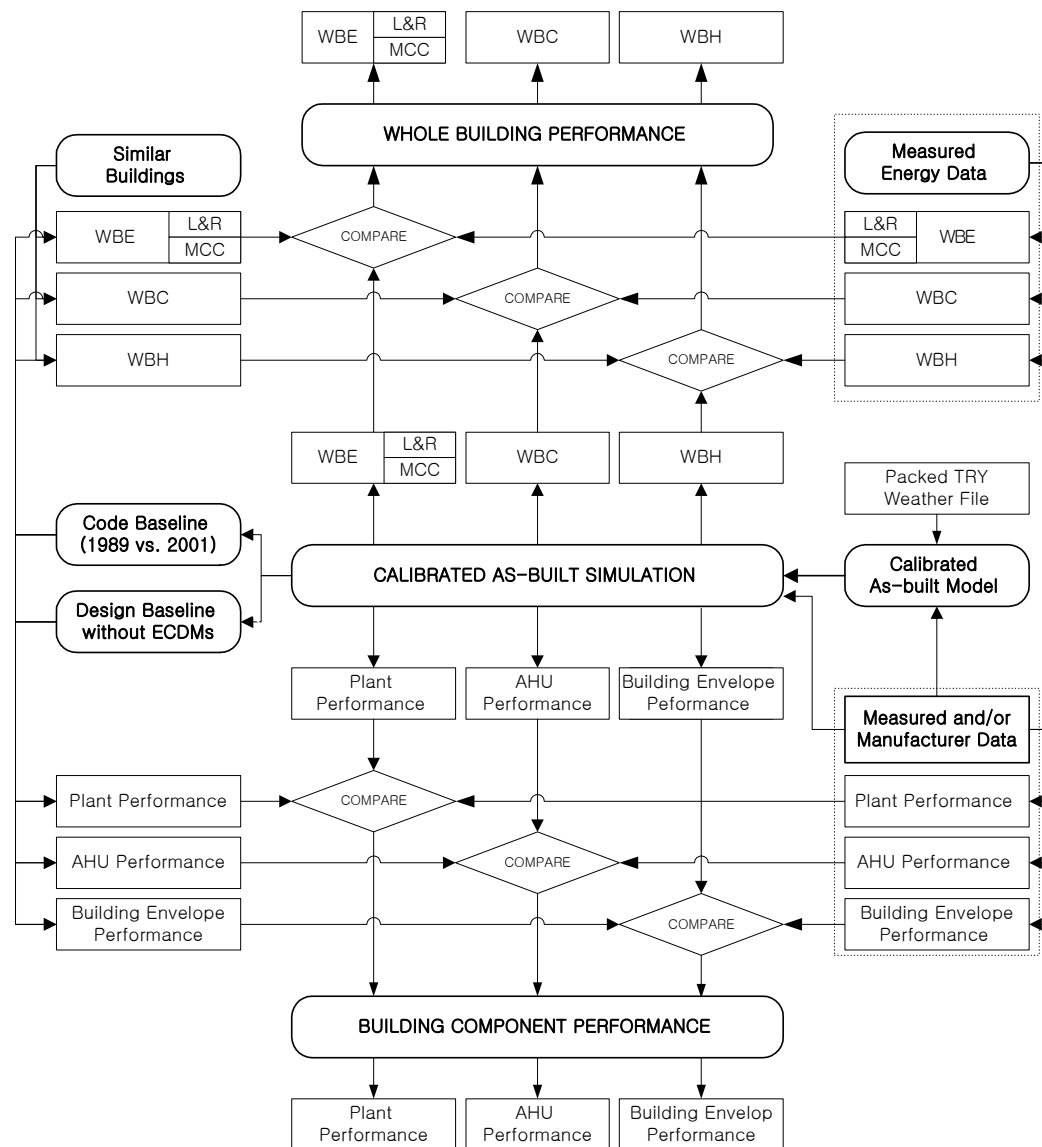 WBE
L&R
MCC
WBC
WBH
WHOLE BUILDING PERFORMANCE
Similar
Buildings
Measured
Energy Data
WBE
L&R
MCC
COMPARE
L&R
MCC
WBE
WBC
COMPARE
WBC
WBH
COMPARE
WBH
WBE
L&R
MCC
WBC
WBH
Packed TRY
Weather File
Code Baseline
(1989 vs. 2001)
CALIBRATED AS-BUILT SIMULATION
Calibrated
As-built Model
Design Baseline
without ECDMs
Plant
Performance
AHU
Performance
Building Envelope
Peformance
Measured and/or
Manufacturer Data
Plant Performance
COMPARE
Plant Performance
AHU Performance
COMPARE
AHU Performance
Building Envelope
Performance
COMPARE
Building Envelope
Performance
BUILDING COMPONENT PERFORMANCE
Plant
Performance
AHU
Performance
Building Envelop
Performance